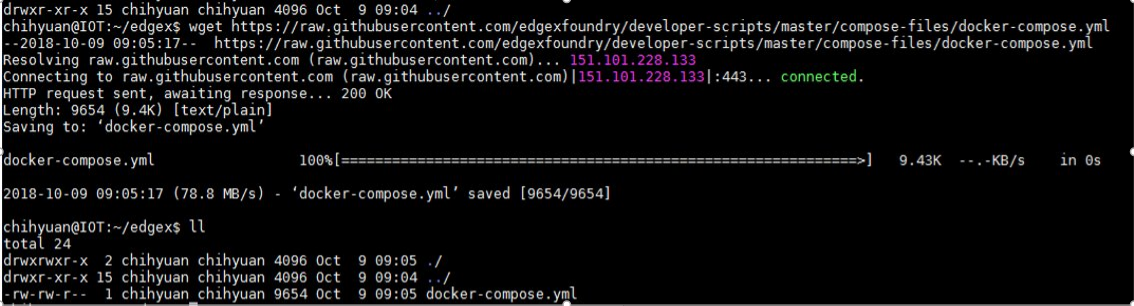 drwxr-xr-x 15 chihyuan chihyuan 4096 Oct  9 09:04 ../
chihyuan@IOT:~/edgex$ wget https://raw.githubusercontent.com/edgexfoundry/developer-scripts/master/compose-files/docker-compose.yml
--2018-10-09 09:05:17--  https://raw.githubusercontent.com/edgexfoundry/developer-scripts/master/compose-files/docker-compose.yml
Resolving raw.githubusercontent.com (raw.githubusercontent.com)... 151.101.228.133
Connecting to raw.githubusercontent.com (raw.githubusercontent.com)|151.101.228.133|:443... connected.
HTTP request sent, awaiting response... 200 OK
Length: 9654 (9.4K) [text/plain]
Saving to: ‘docker-compose.yml’
docker-compose.yml                 100%[=============================================================>]   9.43K  --.-KB/s    in 0s
2018-10-09 09:05:17 (78.8 MB/s) - ‘docker-compose.yml’ saved [9654/9654]
chihyuan@IOT:~/edgex$ ll
total 24
drwxrwxr-x  2 chihyuan chihyuan 4096 Oct  9 09:05 ./
drwxr-xr-x 15 chihyuan chihyuan 4096 Oct  9 09:04 ../
-rw-rw-r--  1 chihyuan chihyuan 9654 Oct  9 09:05 docker-compose.yml